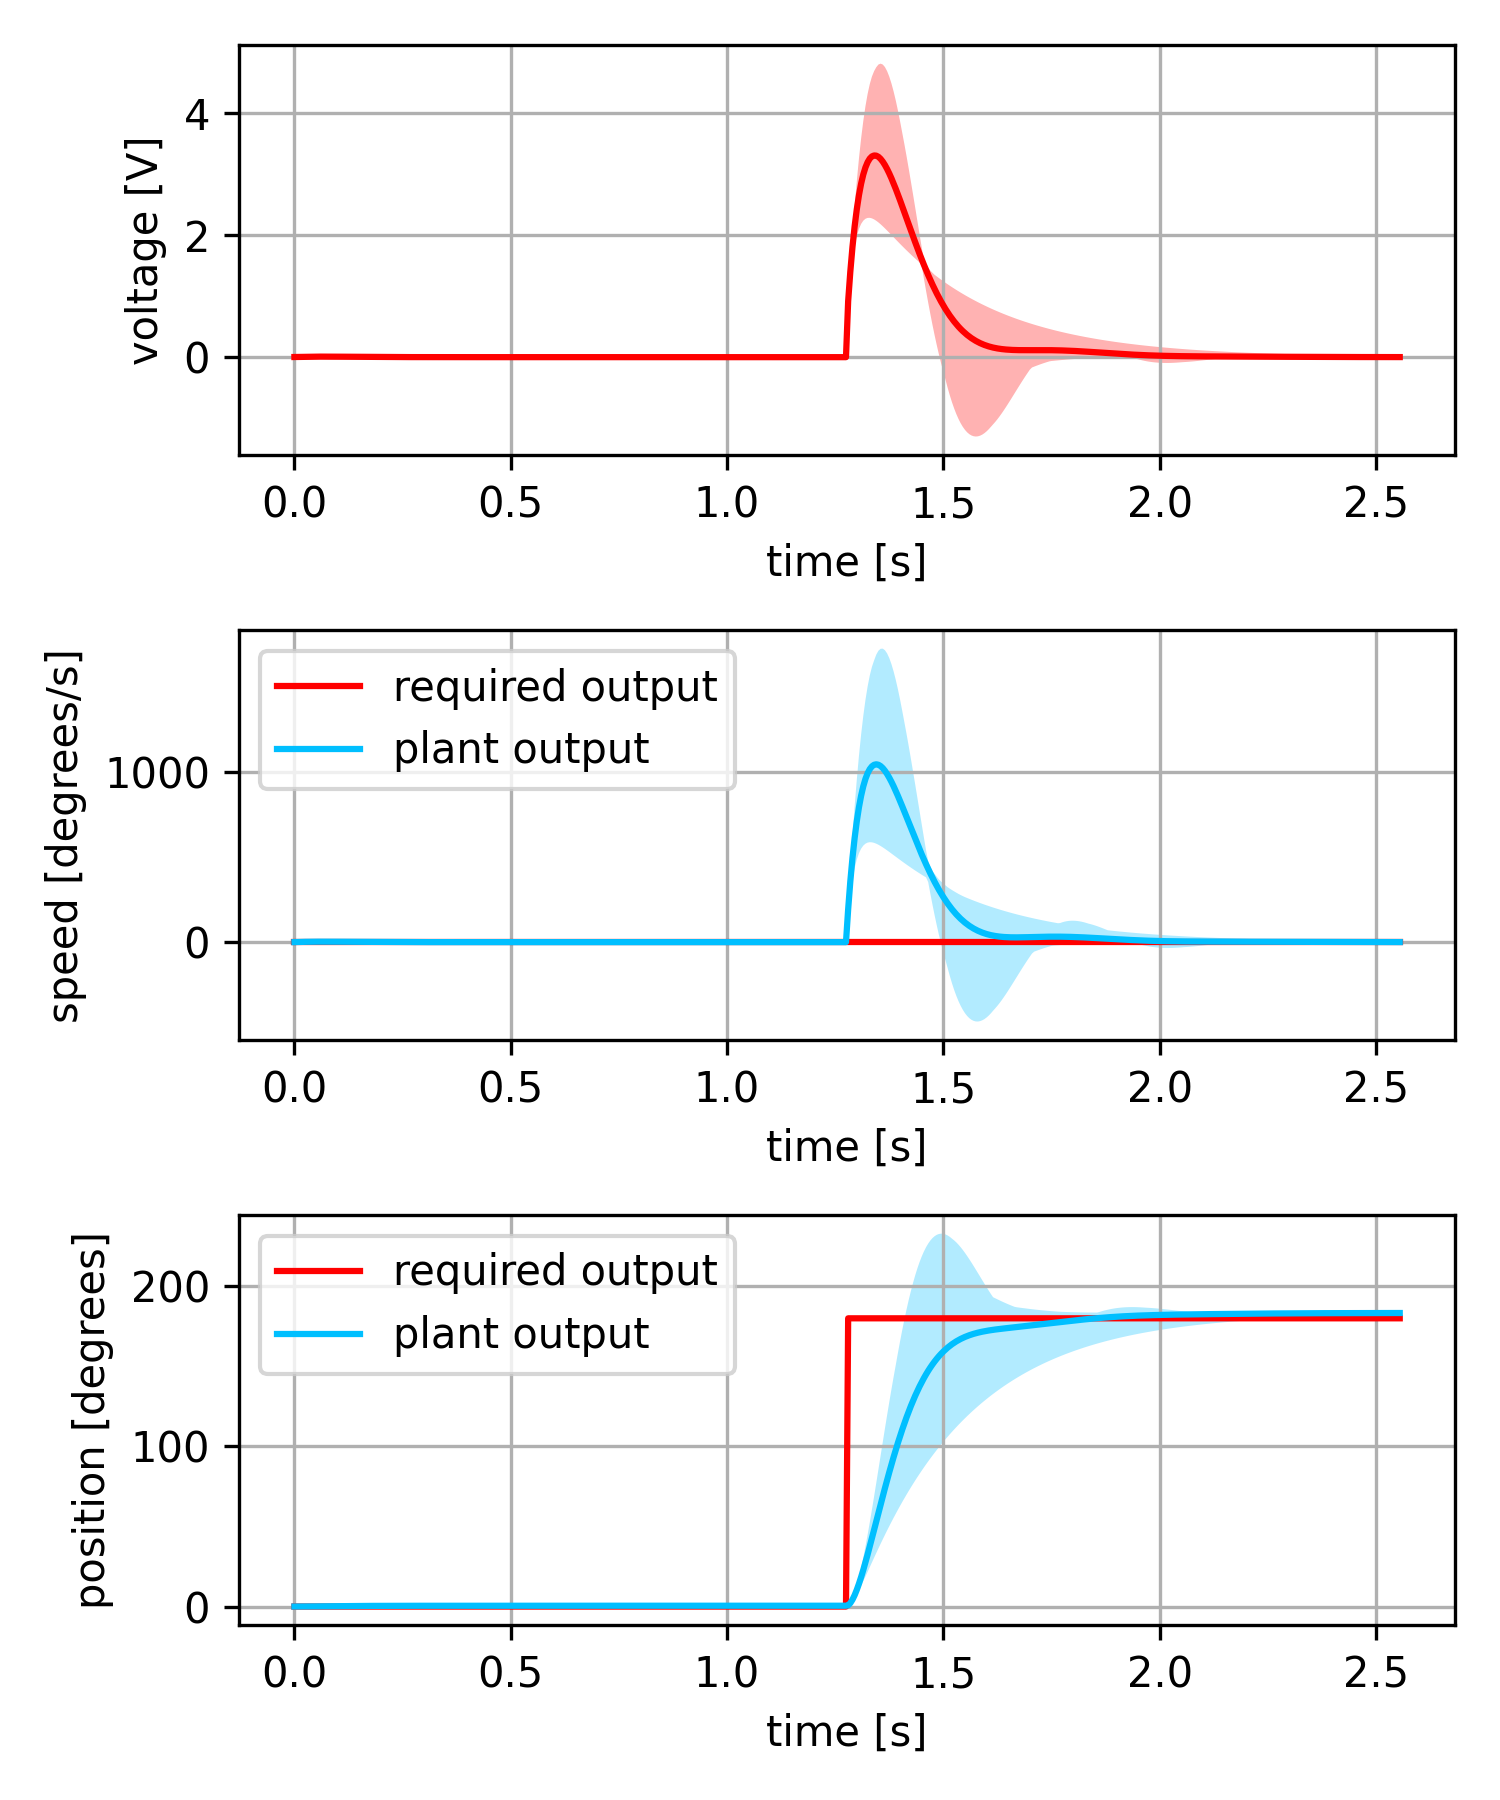 voltage [V]
4
2
0
0.0 0.5 1.0 1.5 2.0 2.5
time [s]
speed [degrees/s]
required output
plant output
1000
0
0.0 0.5 1.0 1.5 2.0 2.5
time [s]
position [degrees]
required output
plant output
200
100
0
0.0 0.5 1.0 1.5 2.0 2.5
time [s]